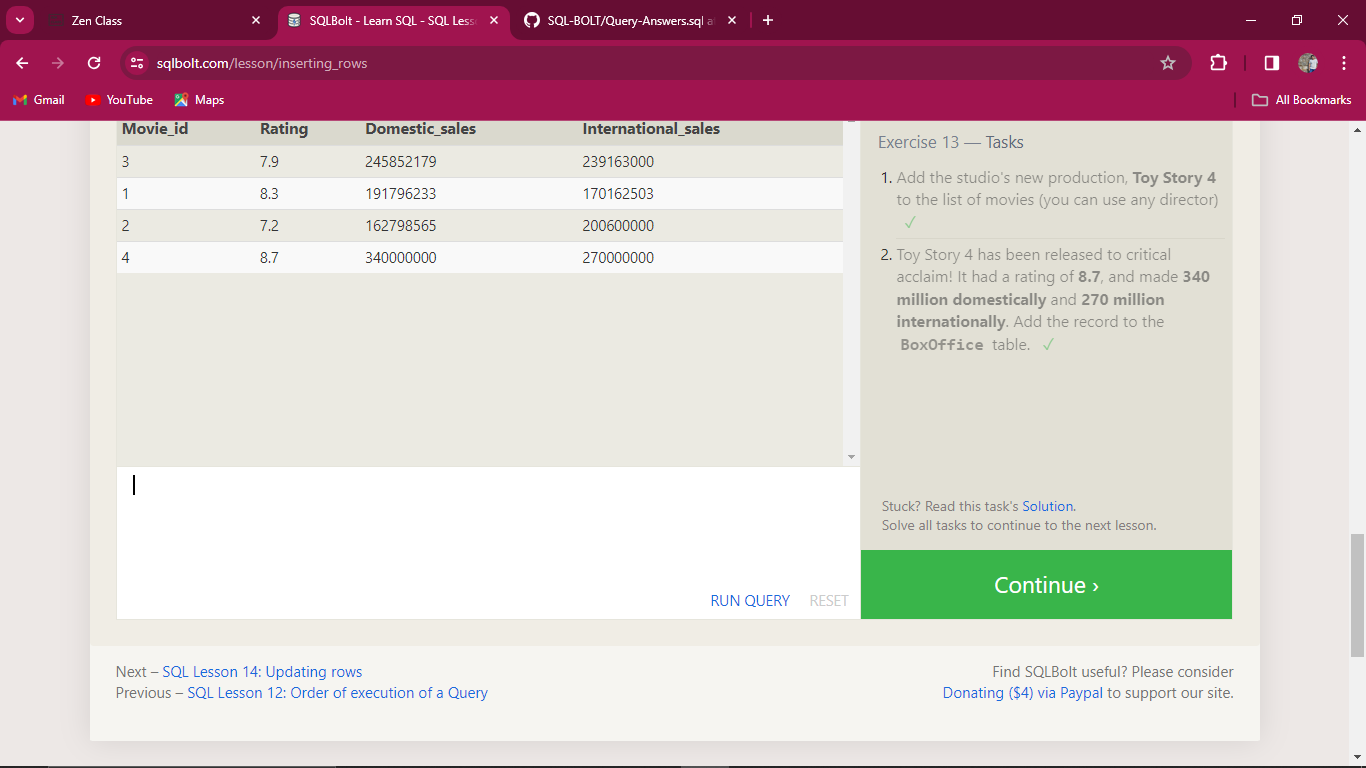 Zen Class
SQLBolt - Learn SQL - SQL Less
SQL-BOLT/Query-Answers.sql a
sqlbolt.com/lesson/inserting_rows
Gmail YouTube Maps All Bookmarks
Movie_id Rating Domestic_sales International_sales
3 7.9 245852179 239163000
1 8.3 191796233 170162503
2 7.2 162798565 200600000
4 8.7 340000000 270000000
RUN QUERY RESET
Exercise 13 — Tasks
1. Add the studio's new production, Toy Story 4
to the list of movies (you can use any director)
✓
2. Toy Story 4 has been released to critical
acclaim! It had a rating of 8.7, and made 340
million domestically and 270 million
internationally. Add the record to the
BoxOffice table. ✓
Stuck? Read this task's Solution.
Solve all tasks to continue to the next lesson.
Continue ›
Next – SQL Lesson 14: Updating rows
Previous – SQL Lesson 12: Order of execution of a Query
Find SQLBolt useful? Please consider
Donating ($4) via Paypal to support our site.